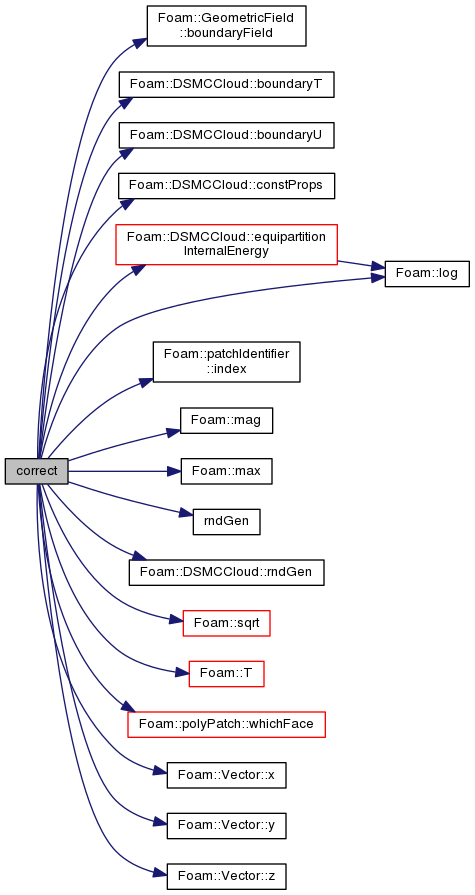 Foam::GeometricField
::boundaryField
Foam::DSMCCloud::boundaryT
Foam::DSMCCloud::boundaryU
Foam::DSMCCloud::constProps
Foam::DSMCCloud::equipartition
InternalEnergy
Foam::log
Foam::patchIdentifier
::index
Foam::mag
correct
Foam::max
rndGen
Foam::DSMCCloud::rndGen
Foam::sqrt
Foam::T
Foam::polyPatch::whichFace
Foam::Vector::x
Foam::Vector::y
Foam::Vector::z